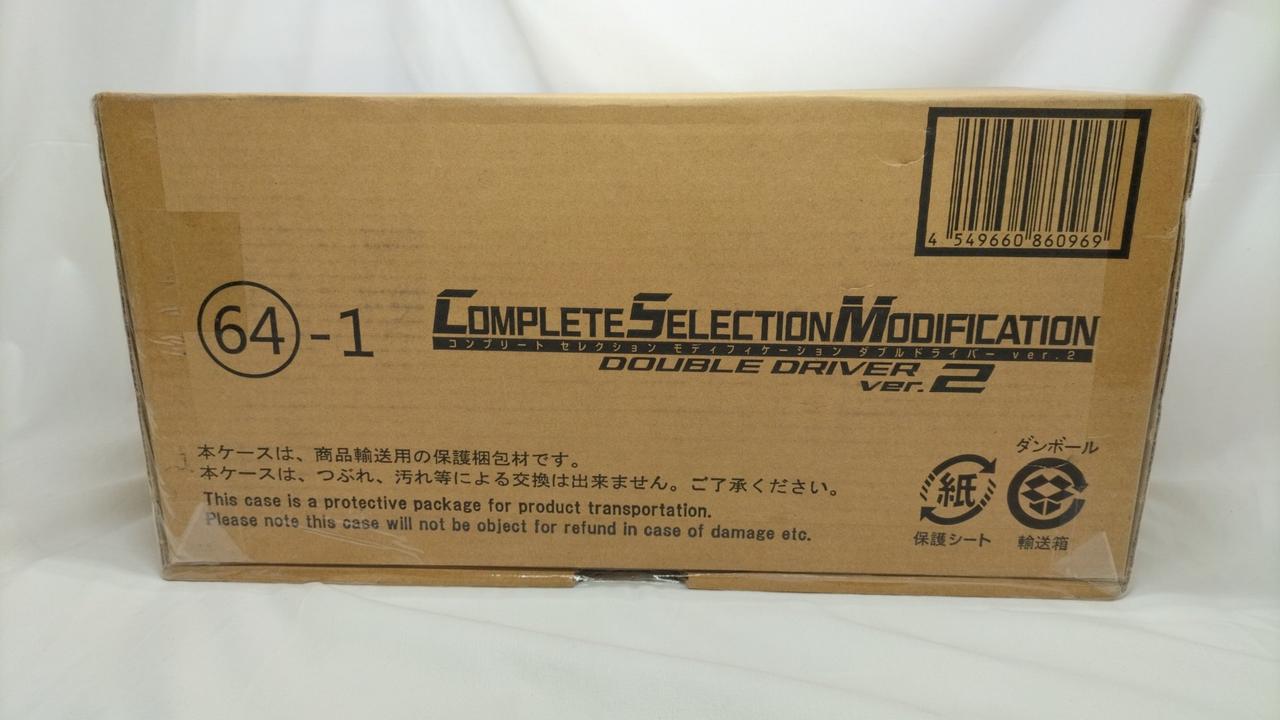 4 549660 860969
64-1
COMPLETE SELECTION MODIFICATION
コンプリート セレクション モディフィケーション ダブルドライバー ver.2
DOUBLE DRIVER
ver.2
本ケースは、商品輸送用の保護梱包材です。
本ケースは、つぶれ、汚れ等による交換は出来ません。ご了承ください。
This case is a protective package for product transportation.
Please note this case will not be object for refund in case of damage etc.
紙
保護シート
ダンボール
輸送箱